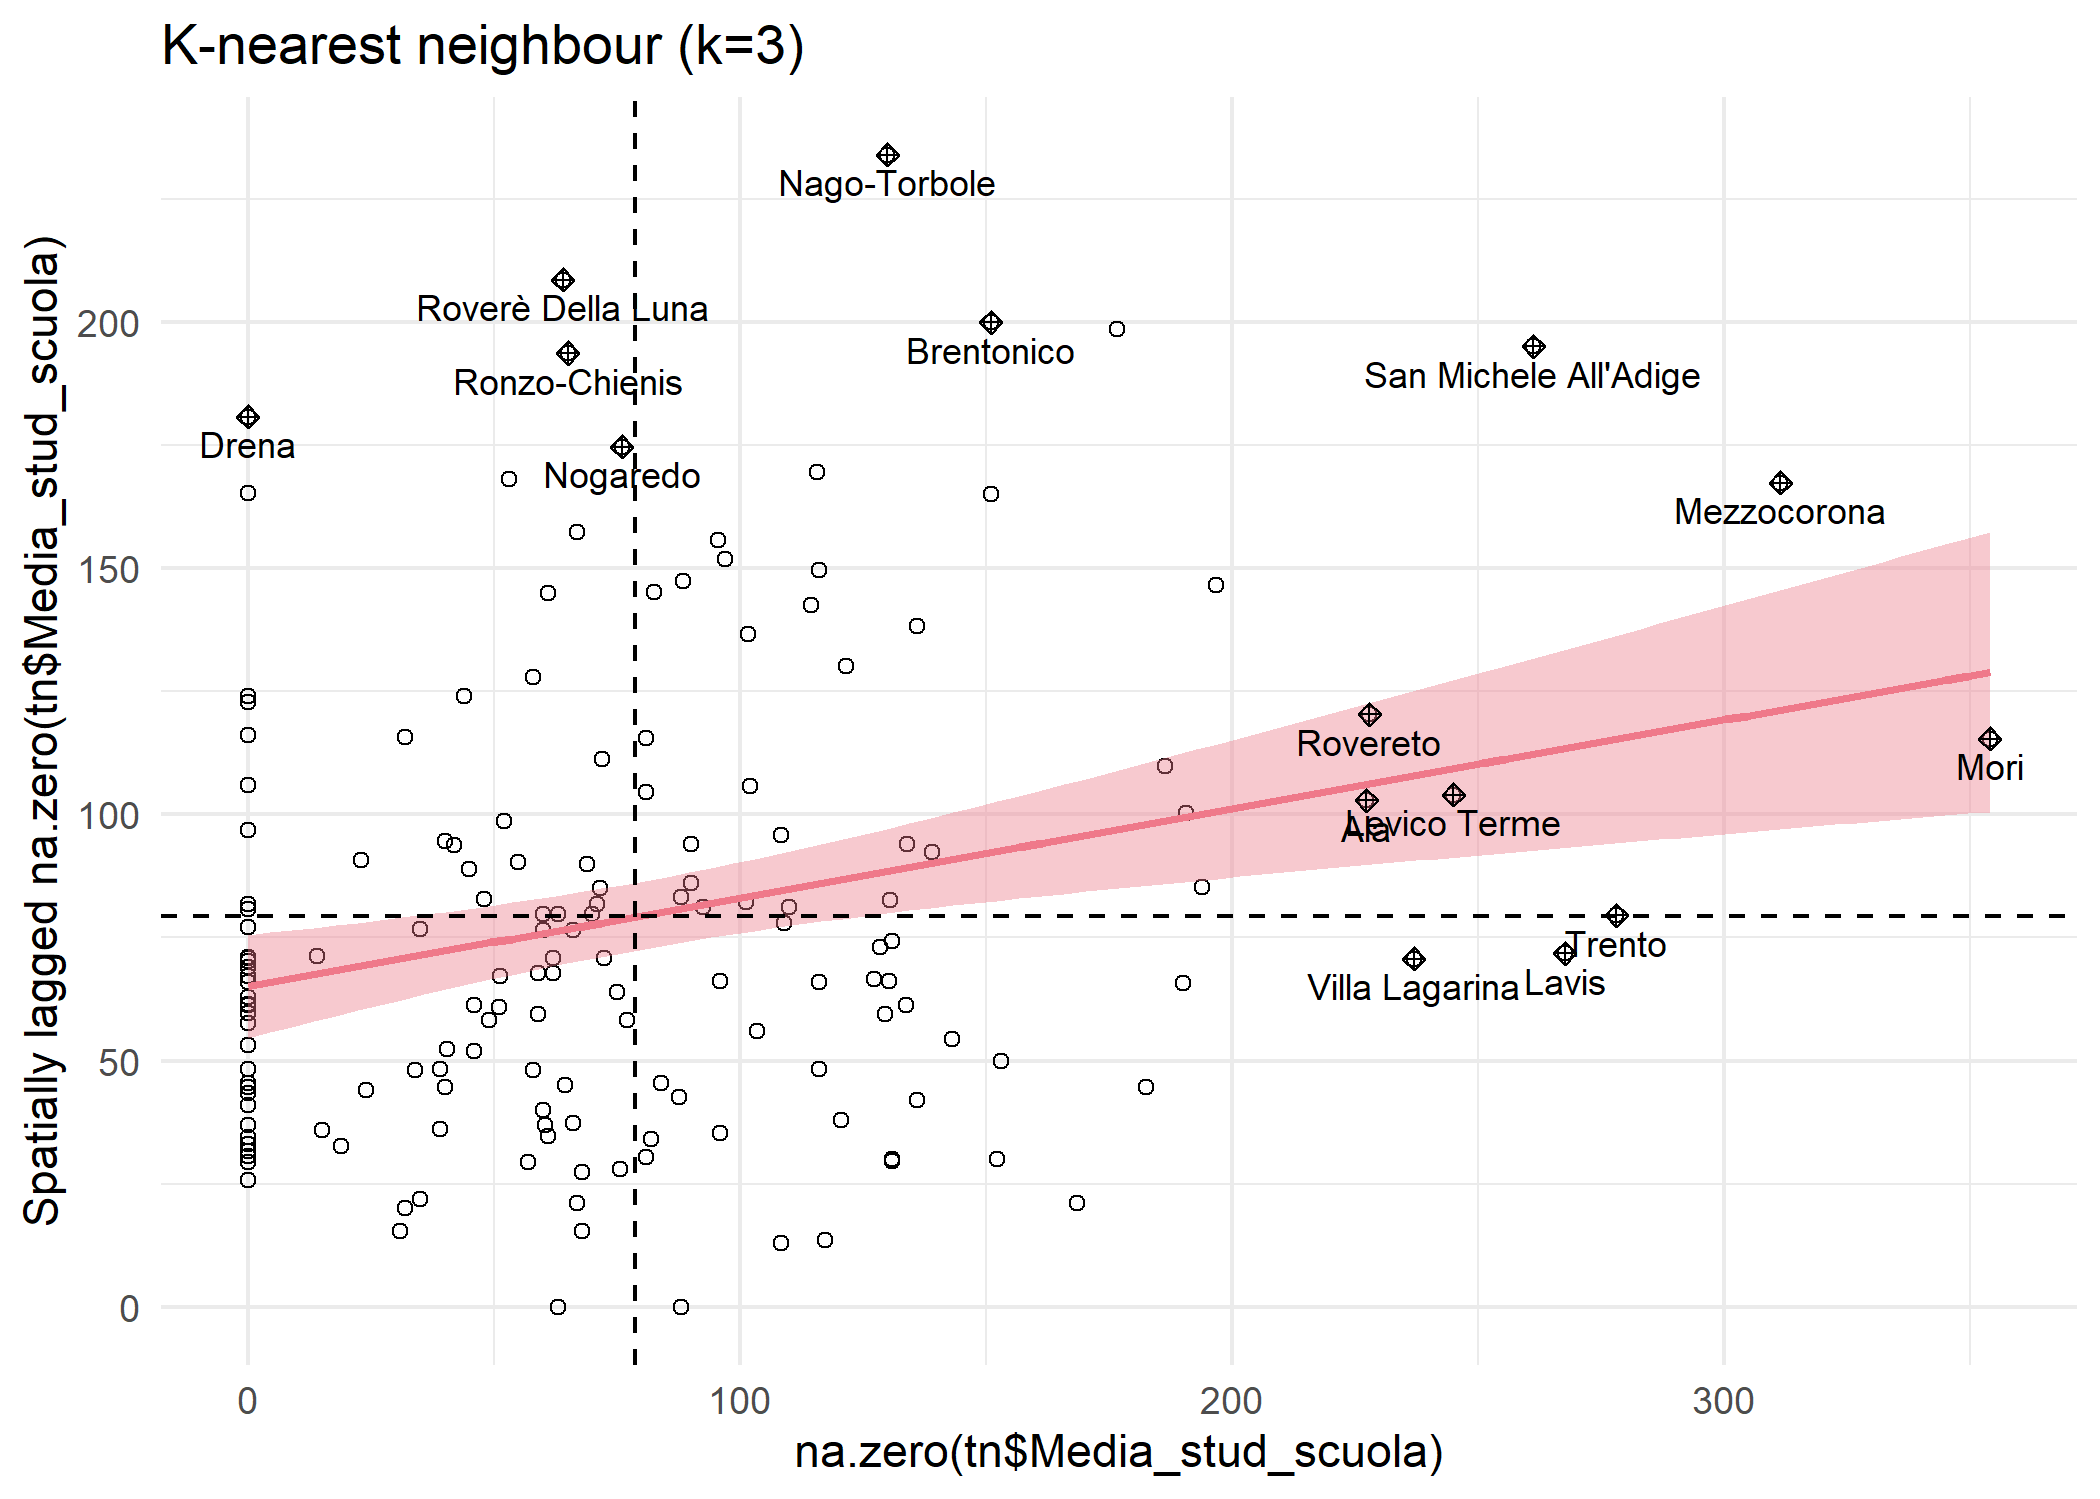 K-nearest neighbour (k=3)
Spatially lagged na.zero(tn$Media_stud_scuola)
200
150
100
50
0
Nago-Torbole
Roverè Della Luna
Brentonico
Ronzo-Chienis
San Michele All'Adige
Drena
Nogaredo
Mezzocorona
Rovereto
Mori
Levico Terme
Ala
Trento
Villa Lagarina
Lavis
0
100
200
300
na.zero(tn$Media_stud_scuola)